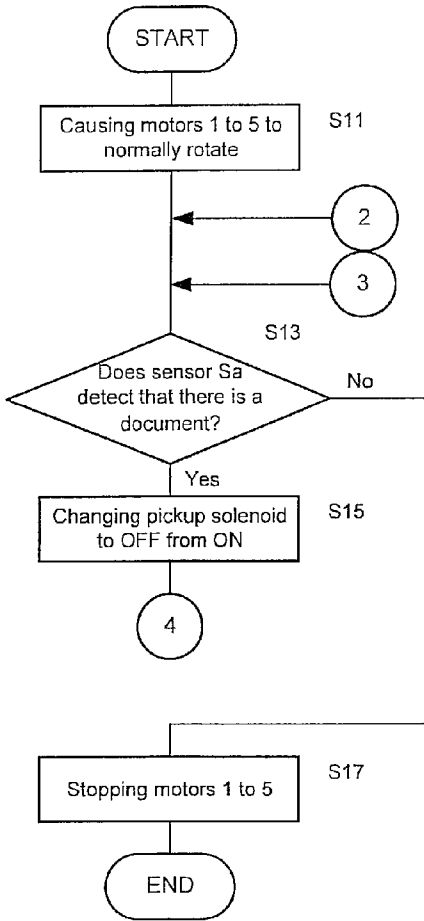 START
Causing motors 1 to 5 to
normally rotate
S11
2
3
S13
Does sensor Sa
detect that there is a
document?
No
Yes
Changing pickup solenoid
to OFF from ON
S15
4
Stopping motors 1 to 5
S17
END